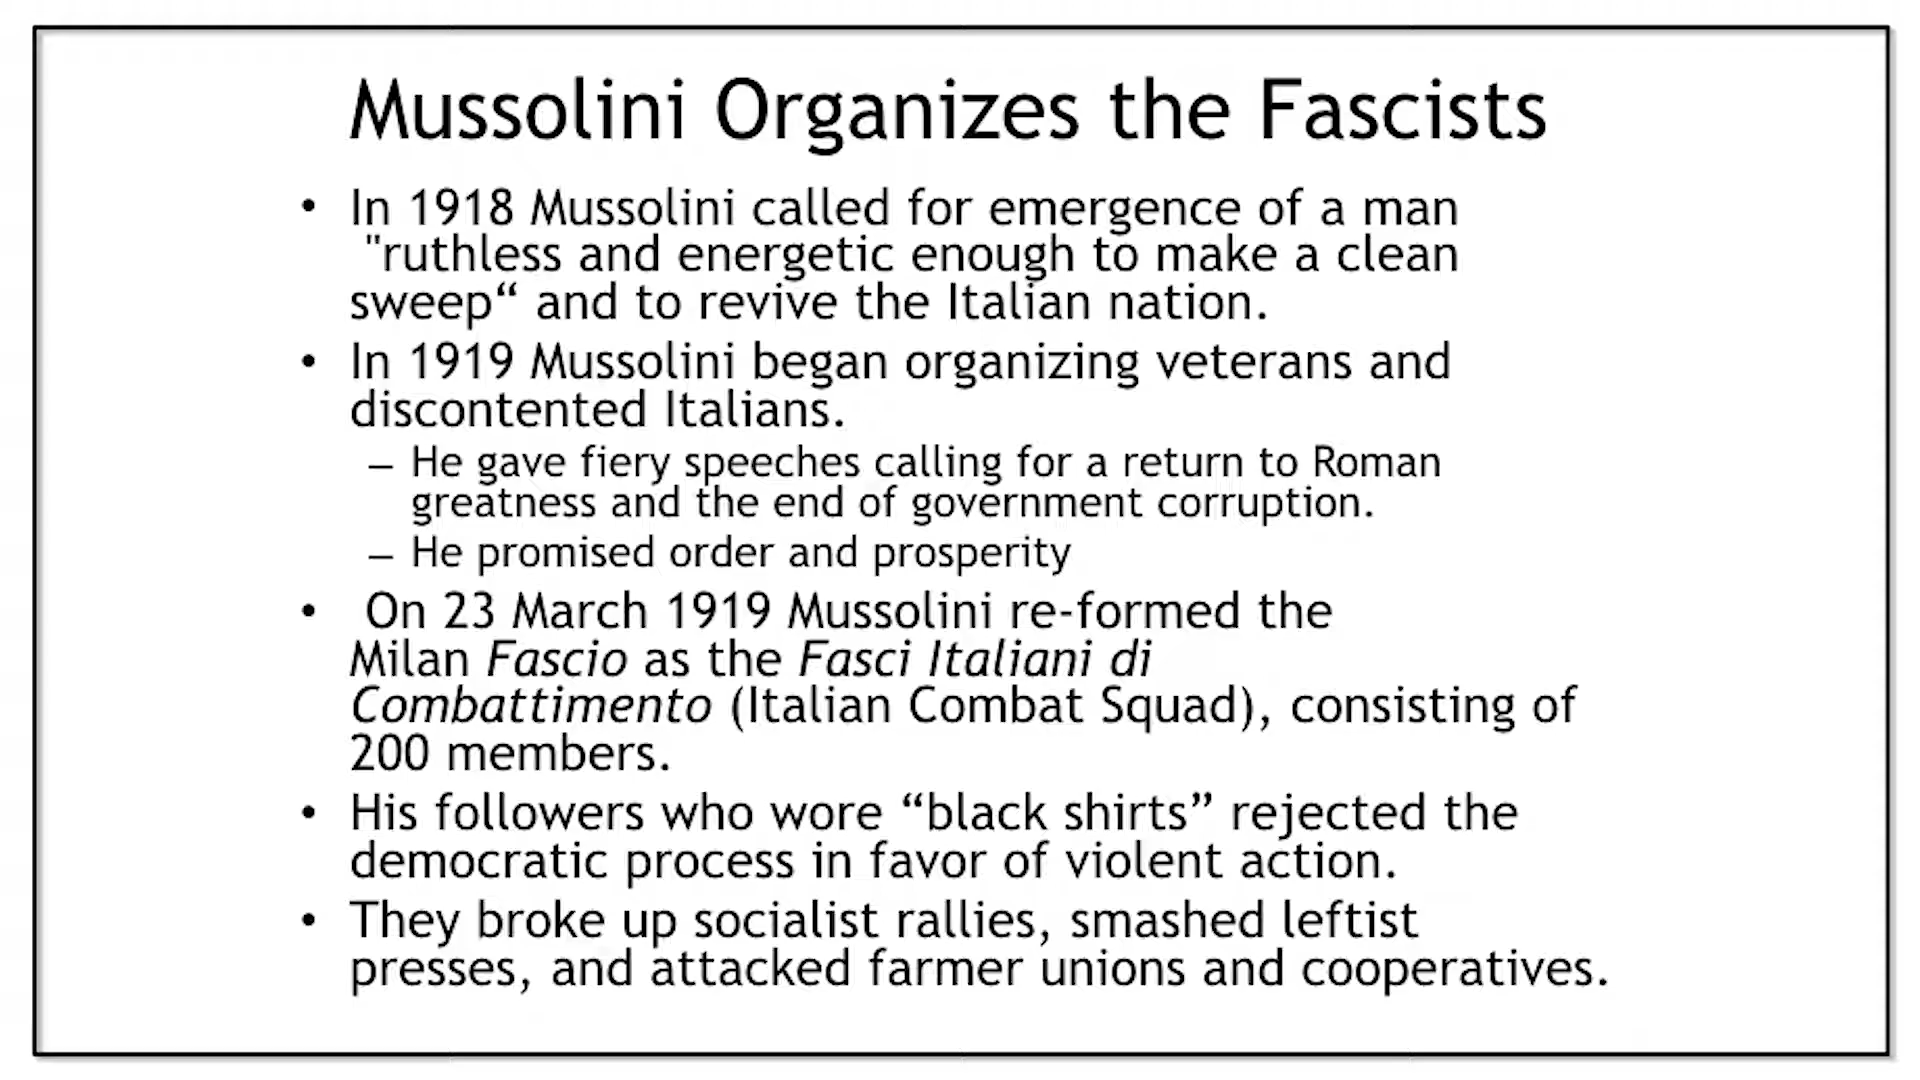 Mussolini Organizes the Fascists
• In 1918 Mussolini called for emergence of a man
"ruthless and energetic enough to make a clean
sweep“ and to revive the Italian nation.
• In 1919 Mussolini began organizing veterans and
discontented Italians.
– He gave fiery speeches calling for a return to Roman
greatness and the end of government corruption.
– He promised order and prosperity
• On 23 March 1919 Mussolini re-formed the
Milan Fascio as the Fasci Italiani di
Combattimento (Italian Combat Squad), consisting of
200 members.
• His followers who wore “black shirts” rejected the
democratic process in favor of violent action.
• They broke up socialist rallies, smashed leftist
presses, and attacked farmer unions and cooperatives.